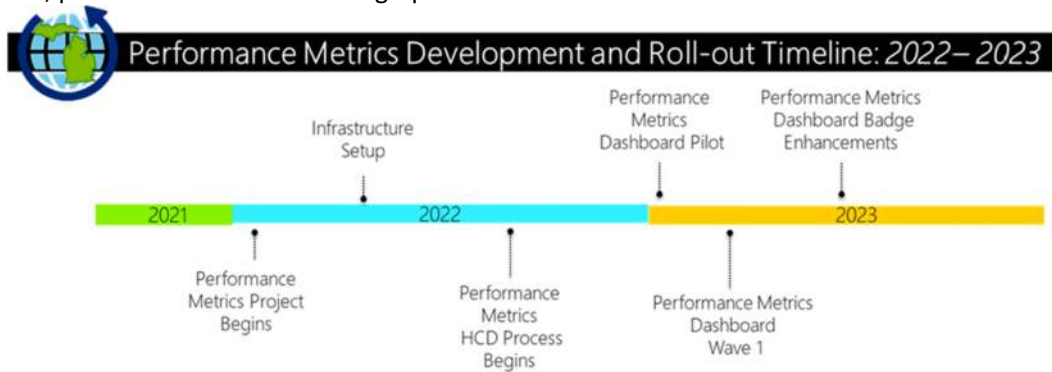 Performance Metrics Development and Roll-out Timeline: 2022– 2023
Infrastructure
Setup
Performance
Metrics
Dashboard Pilot
Performance Metrics
Dashboard Badge
Enhancements
2021
2022
2023
Performance
Metrics Project
Begins
Performance
Metrics
HCD Process
Begins
Performance Metrics
Dashboard
Wave 1